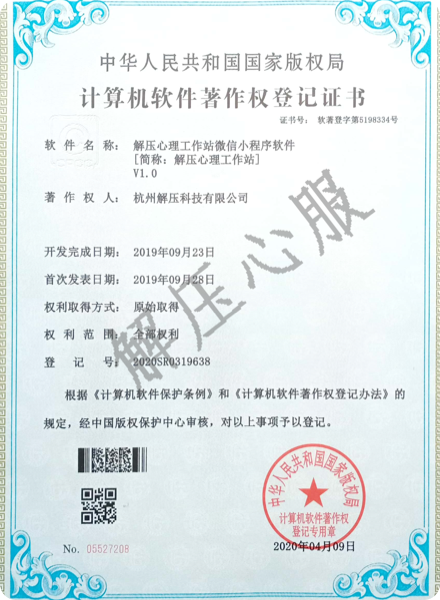 中华人民共和国国家版权局
计算机软件著作权登记证书
证书号： 软著登字第5198334号
软件名称： 解压心理工作站微信小程序软件
[简称：解压心理工作站]
V1.0
著作权人： 杭州解压科技有限公司
开发完成日期： 2019年09月23日
首次发表日期： 2019年09月28日
权利取得方式： 原始取得
权利范围： 全部权利
登记号： 2020SR0319638
根据《计算机软件保护条例》和《计算机软件著作权登记办法》的
规定，经中国版权保护中心审核，对以上事项予以登记。
解压心服
中华人民共和国国家版权局
计算机软件著作权
登记专用章
No. 05527208
2020年04月09日